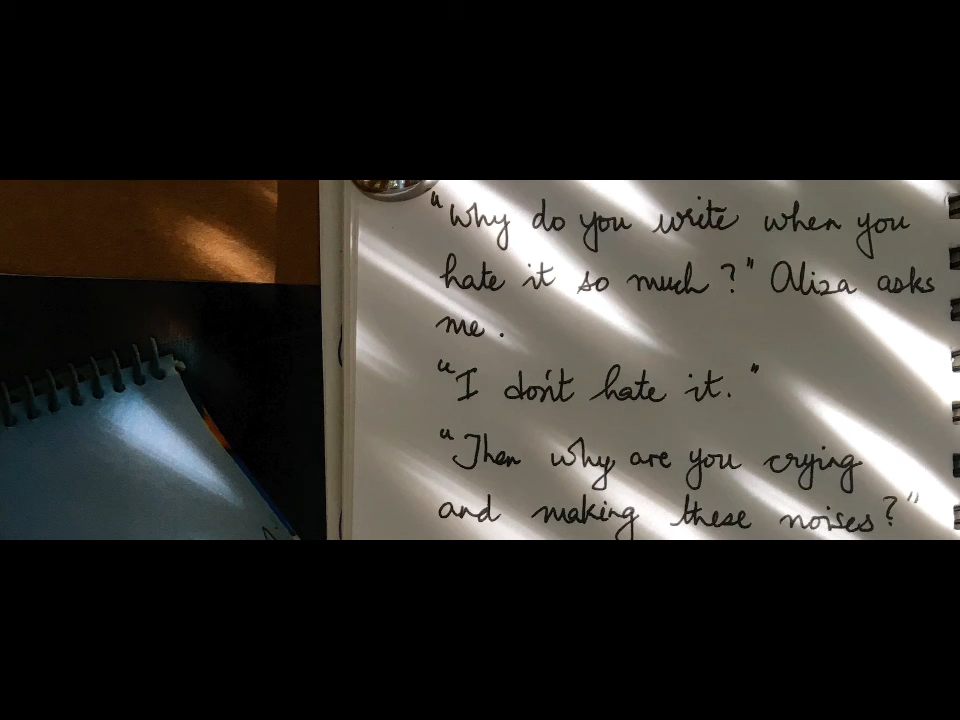 "Why do you write when you
hate it so much?" Aliza asks
me.
"I don't hate it."
"Then why are you crying
and making these noises?"